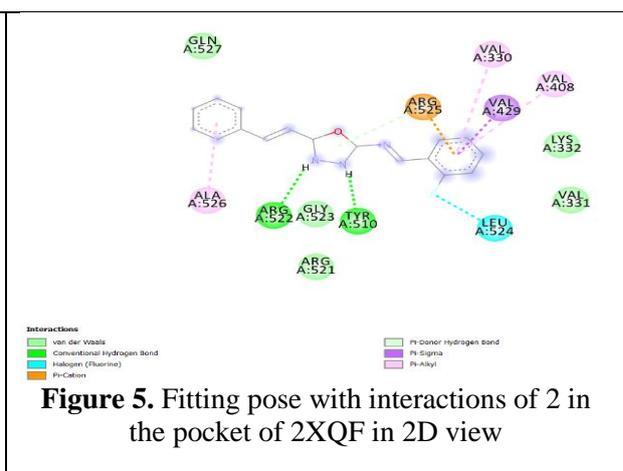 GLN
A:527
VAL
A:330
VAL
A:408
ARG
A:525
VAL
A:429
LYS
A:332
O
N
H
N
H
N
ALA
A:526
ARG
A:522
GLY
A:523
TYR
A:510
VAL
A:331
LEU
A:524
ARG
A:521
Interactions
van der Waals
Conventional Hydrogen Bond
Halogen (Fluorine)
Pi-Cation
Pi-Donor Hydrogen Bond
Pi-Sigma
Pi-Alkyl
Figure 5. Fitting pose with interactions of 2 in
the pocket of 2XQF in 2D view